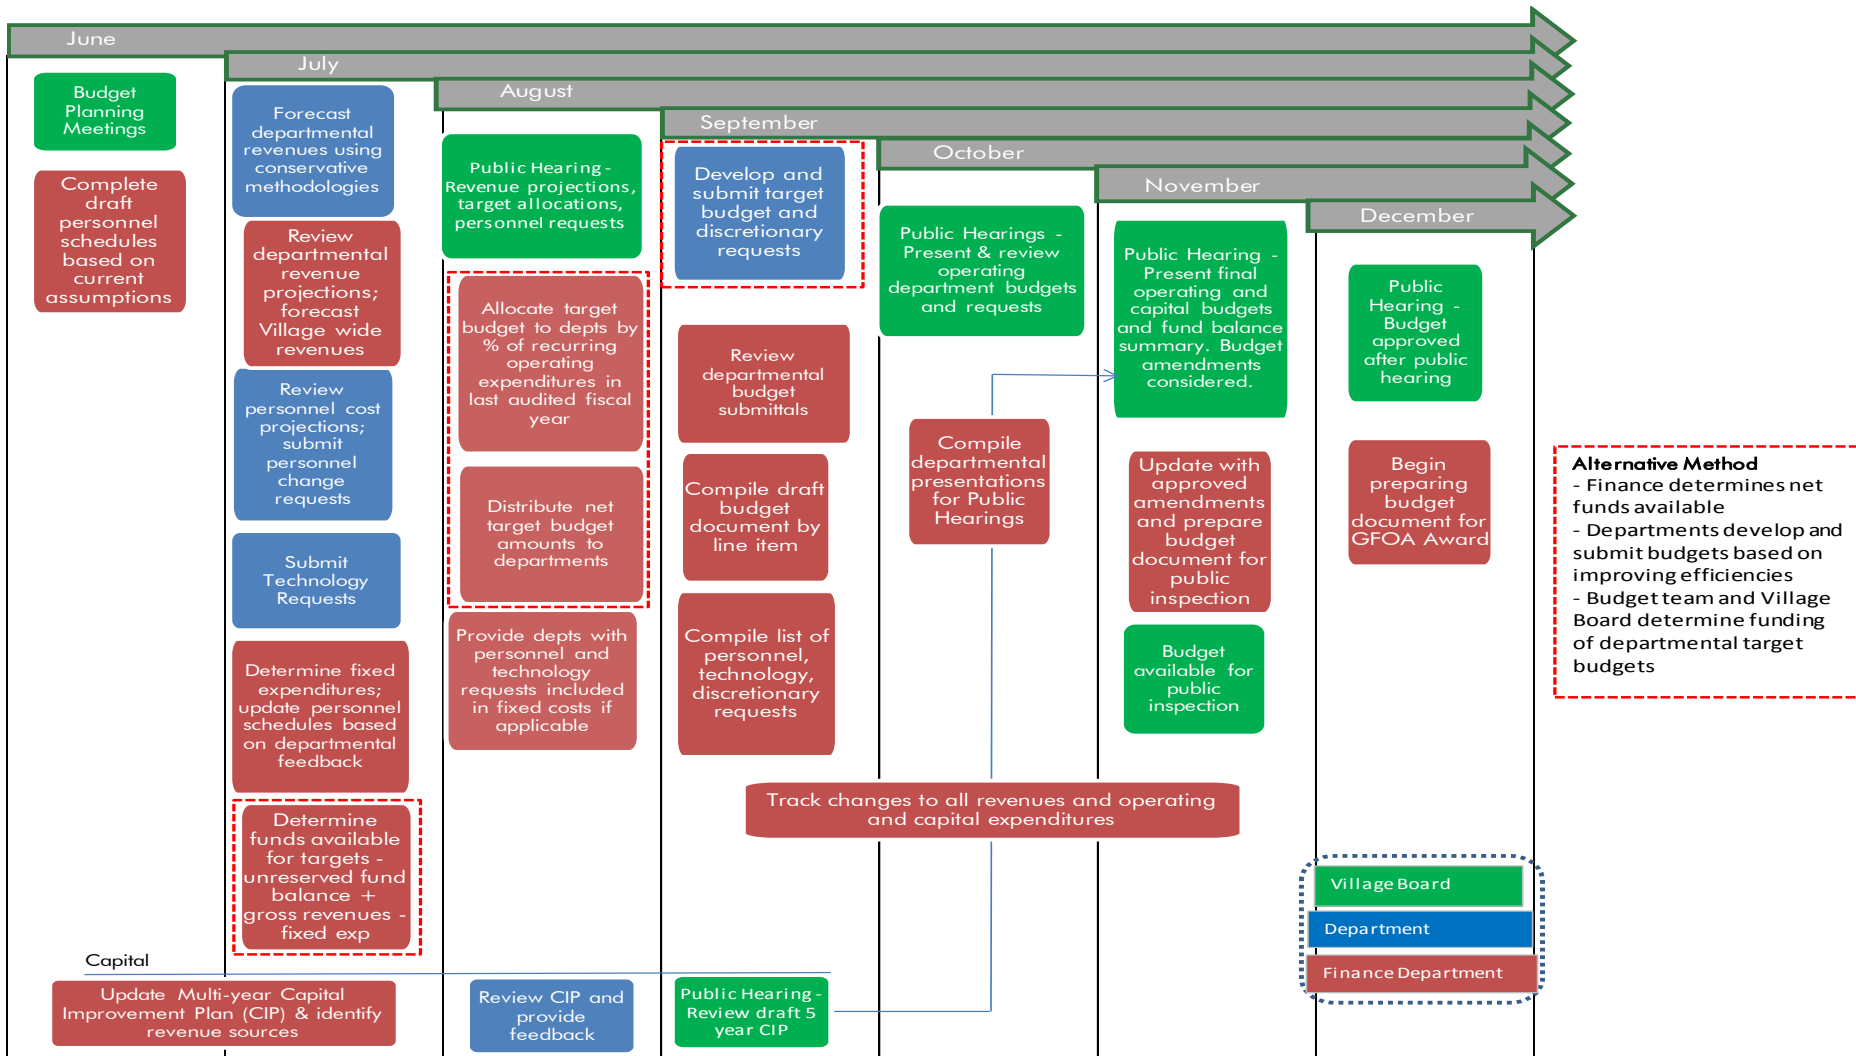 June
July
August
September
October
November
December
Budget
Planning
Meetings
Complete
draft
personnel
schedules
based on
current
assumptions
Forecast
departmental
revenues using
conservative
methodologies
Review
departmental
revenue
projections;
forecast
Village wide
revenues
Review
personnel cost
projections;
submit
personnel
change
requests
Submit
Technology
Requests
Determine fixed
expenditures;
update personnel
schedules based
on departmental
feedback
Determine
funds available
for targets -
unreserved fund
balance +
gross revenues -
fixed exp
Public Hearing -
Revenue projections,
target allocations,
personnel requests
Allocate target
budget to depts by
% of recurring
operating
expenditures in
last audited fiscal
year
Distribute net
target budget
amounts to
departments
Provide depts with
personnel and
technology
requests included
in fixed costs if
applicable
Develop and
submit target
budget and
discretionary
requests
Review
departmental
budget
submittals
Compile draft
budget
document by
line item
Compile list of
personnel,
technology,
discretionary
requests
Public Hearings -
Present & review
operating
department budgets
and requests
Compile
departmental
presentations
for Public
Hearings
Public Hearing -
Present final
operating and
capital budgets
and fund balance
summary. Budget
amendments
considered.
Update with
approved
amendments
and prepare
budget
document for
public
inspection
Budget
available for
public
inspection
Public
Hearing -
Budget
approved
after public
hearing
Begin
preparing
budget
document for
GFOA Award
Track changes to all revenues and operating
and capital expenditures
Alternative Method
- Finance determines net
funds available
- Departments develop and
submit budgets based on
improving efficiencies
- Budget team and Village
Board determine funding
of departmental target
budgets
Village Board
Department
Finance Department
Capital
Update Multi-year Capital
Improvement Plan (CIP) & identify
revenue sources
Review CIP and
provide
feedback
Public Hearing -
Review draft 5
year CIP